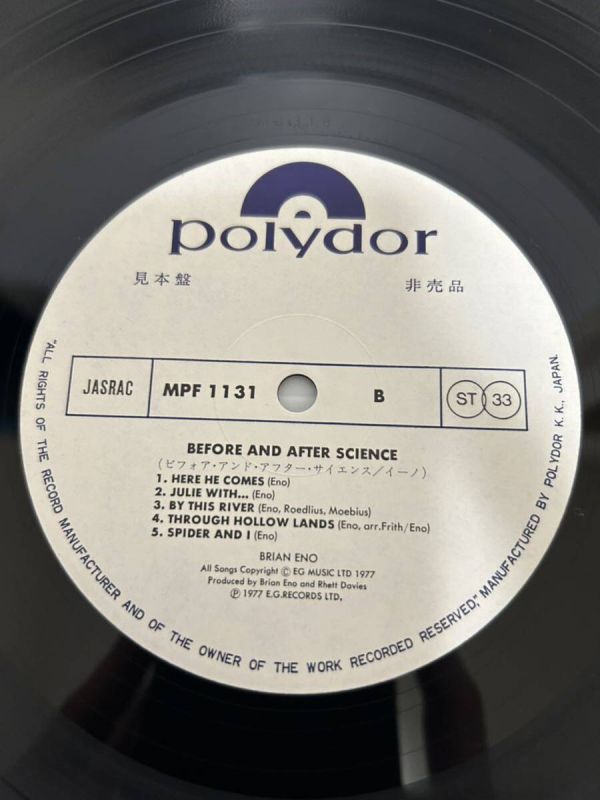 polydor
見本盤
非売品
JASRAC
MPF 1131
B
ST 33
BEFORE AND AFTER SCIENCE
(ビフォア・アンド・アフター・サイエンス/イーノ)
1. HERE HE COMES (Eno)
2. JULIE WITH... (Eno)
3. BY THIS RIVER (Eno, Roedlius, Moebius)
4. THROUGH HOLLOW LANDS (Eno, arr.Frith/Eno)
5. SPIDER AND I (Eno)
BRIAN ENO
All Songs Copyright © EG MUSIC LTD 1977
Produced by Brian Eno and Rhett Davies
℗ 1977 E.G.RECORDS LTD.
"ALL RIGHTS OF THE RECORD MANUFACTURER AND OF THE OWNER OF THE WORK RECORDED RESERVED," MANUFACTURED BY POLYDOR K.K., JAPAN.